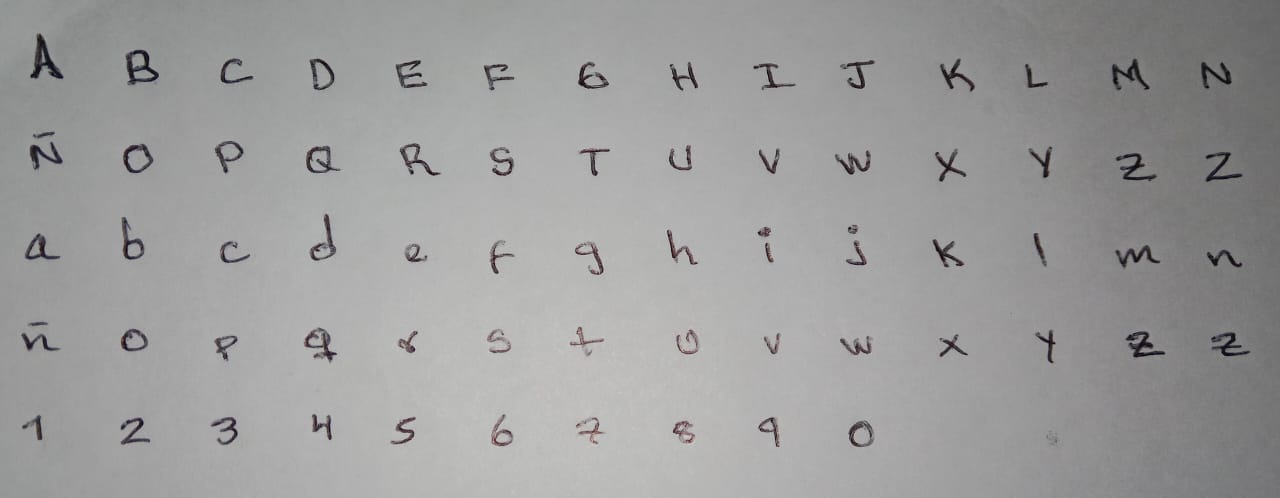 A B C D E F G H I J K L M N
Ñ O P Q R S T U V W X Y Z Z
a b c d e f g h i j k l m n
ñ o p q r s t u v w x y z z
1 2 3 4 5 6 7 8 9 0